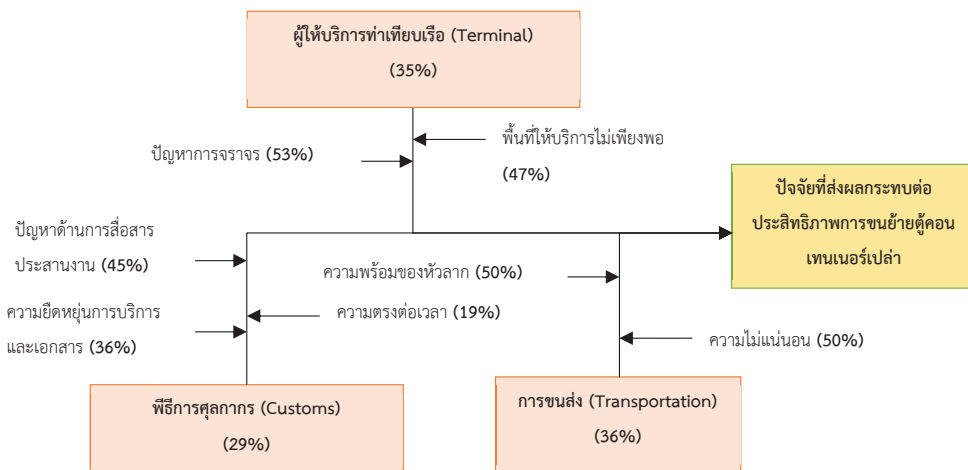 ผู้ให้บริการท่าเทียบเรือ (Terminal)
(35%)
ปัญหาการจราจร (53%)
พื้นที่ให้บริการไม่เพียงพอ
(47%)
ปัจจัยที่ส่งผลกระทบต่อ
ประสิทธิภาพการขนย้ายตู้คอน
เทนเนอร์เปล่า
ปัญหาด้านการสื่อสาร
ประสานงาน (45%)
ความพร้อมของหัวลาก (50%)
ความยืดหยุ่นการบริการ
และเอกสาร (36%)
ความตรงต่อเวลา (19%)
ความไม่แน่นอน (50%)
พีธีการศุลกากร (Customs)
(29%)
การขนส่ง (Transportation)
(36%)